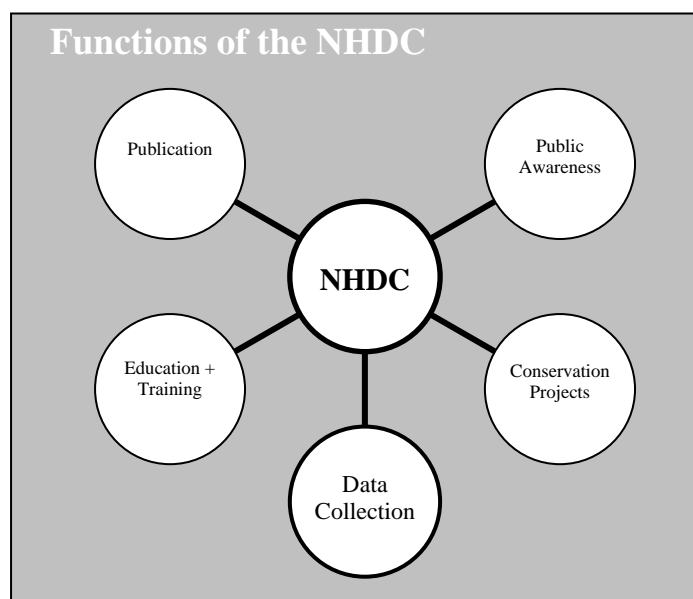 Functions of the NHDC
Publication
Public
Awareness
NHDC
Education +
Training
Conservation
Projects
Data
Collection